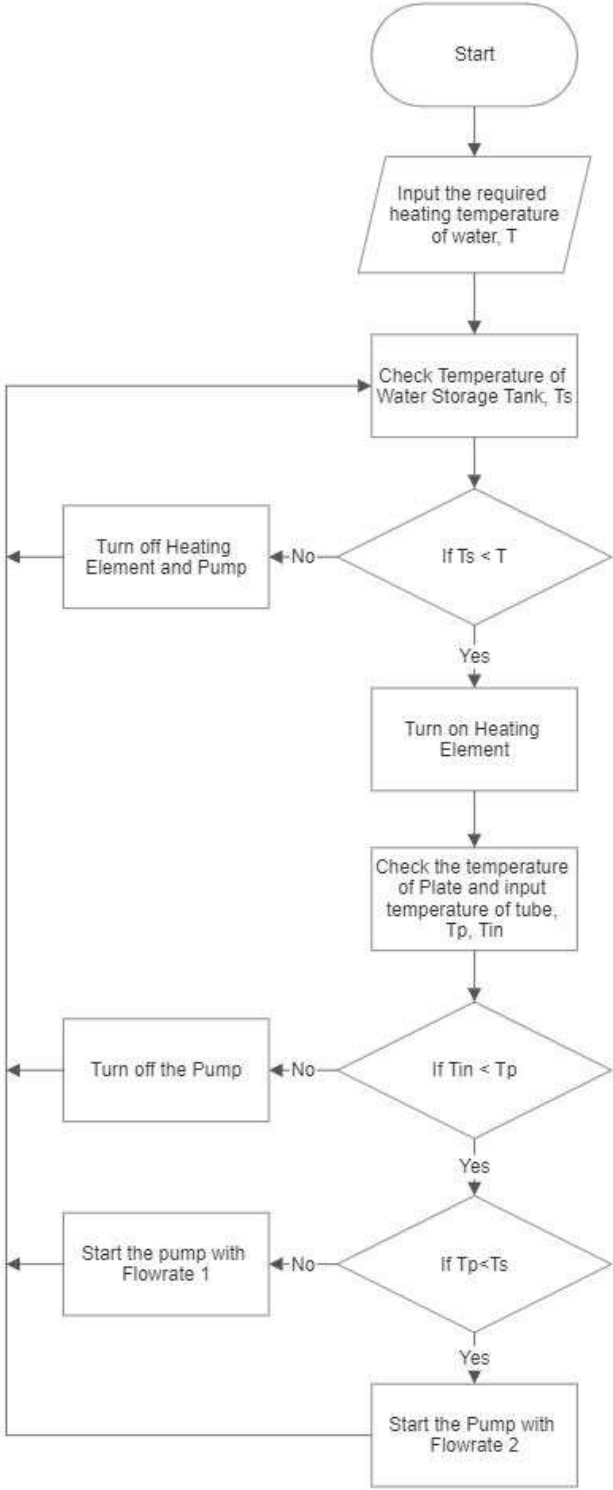 Start
Input the required
heating temperature
of water, T
Check Temperature of
Water Storage Tank, Ts
If Ts < T
No
Turn off Heating
Element and Pump
Yes
Turn on Heating
Element
Check the temperature
of Plate and input
temperature of tube,
Tp, Tin
If Tin < Tp
No
Turn off the Pump
Yes
If Tp<Ts
No
Start the pump with
Flowrate 1
Yes
Start the Pump with
Flowrate 2